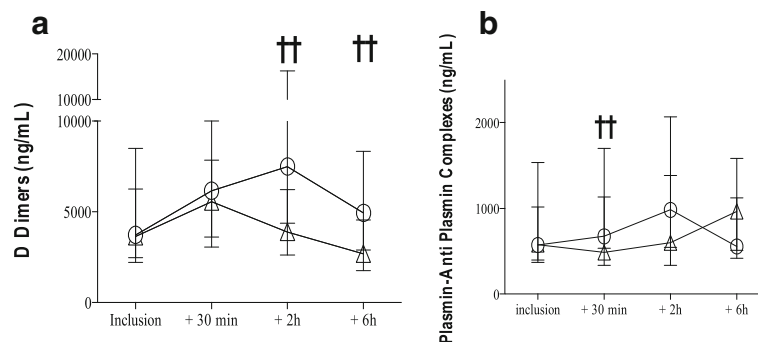 a
D Dimers (ng/mL)
20000
10000
10000
5000
0
††
††
Inclusion + 30 min + 2h + 6h
b
Plasmin-Anti Plasmin Complexes (ng/mL)
2000
1000
0
††
inclusion + 30 min + 2h + 6h